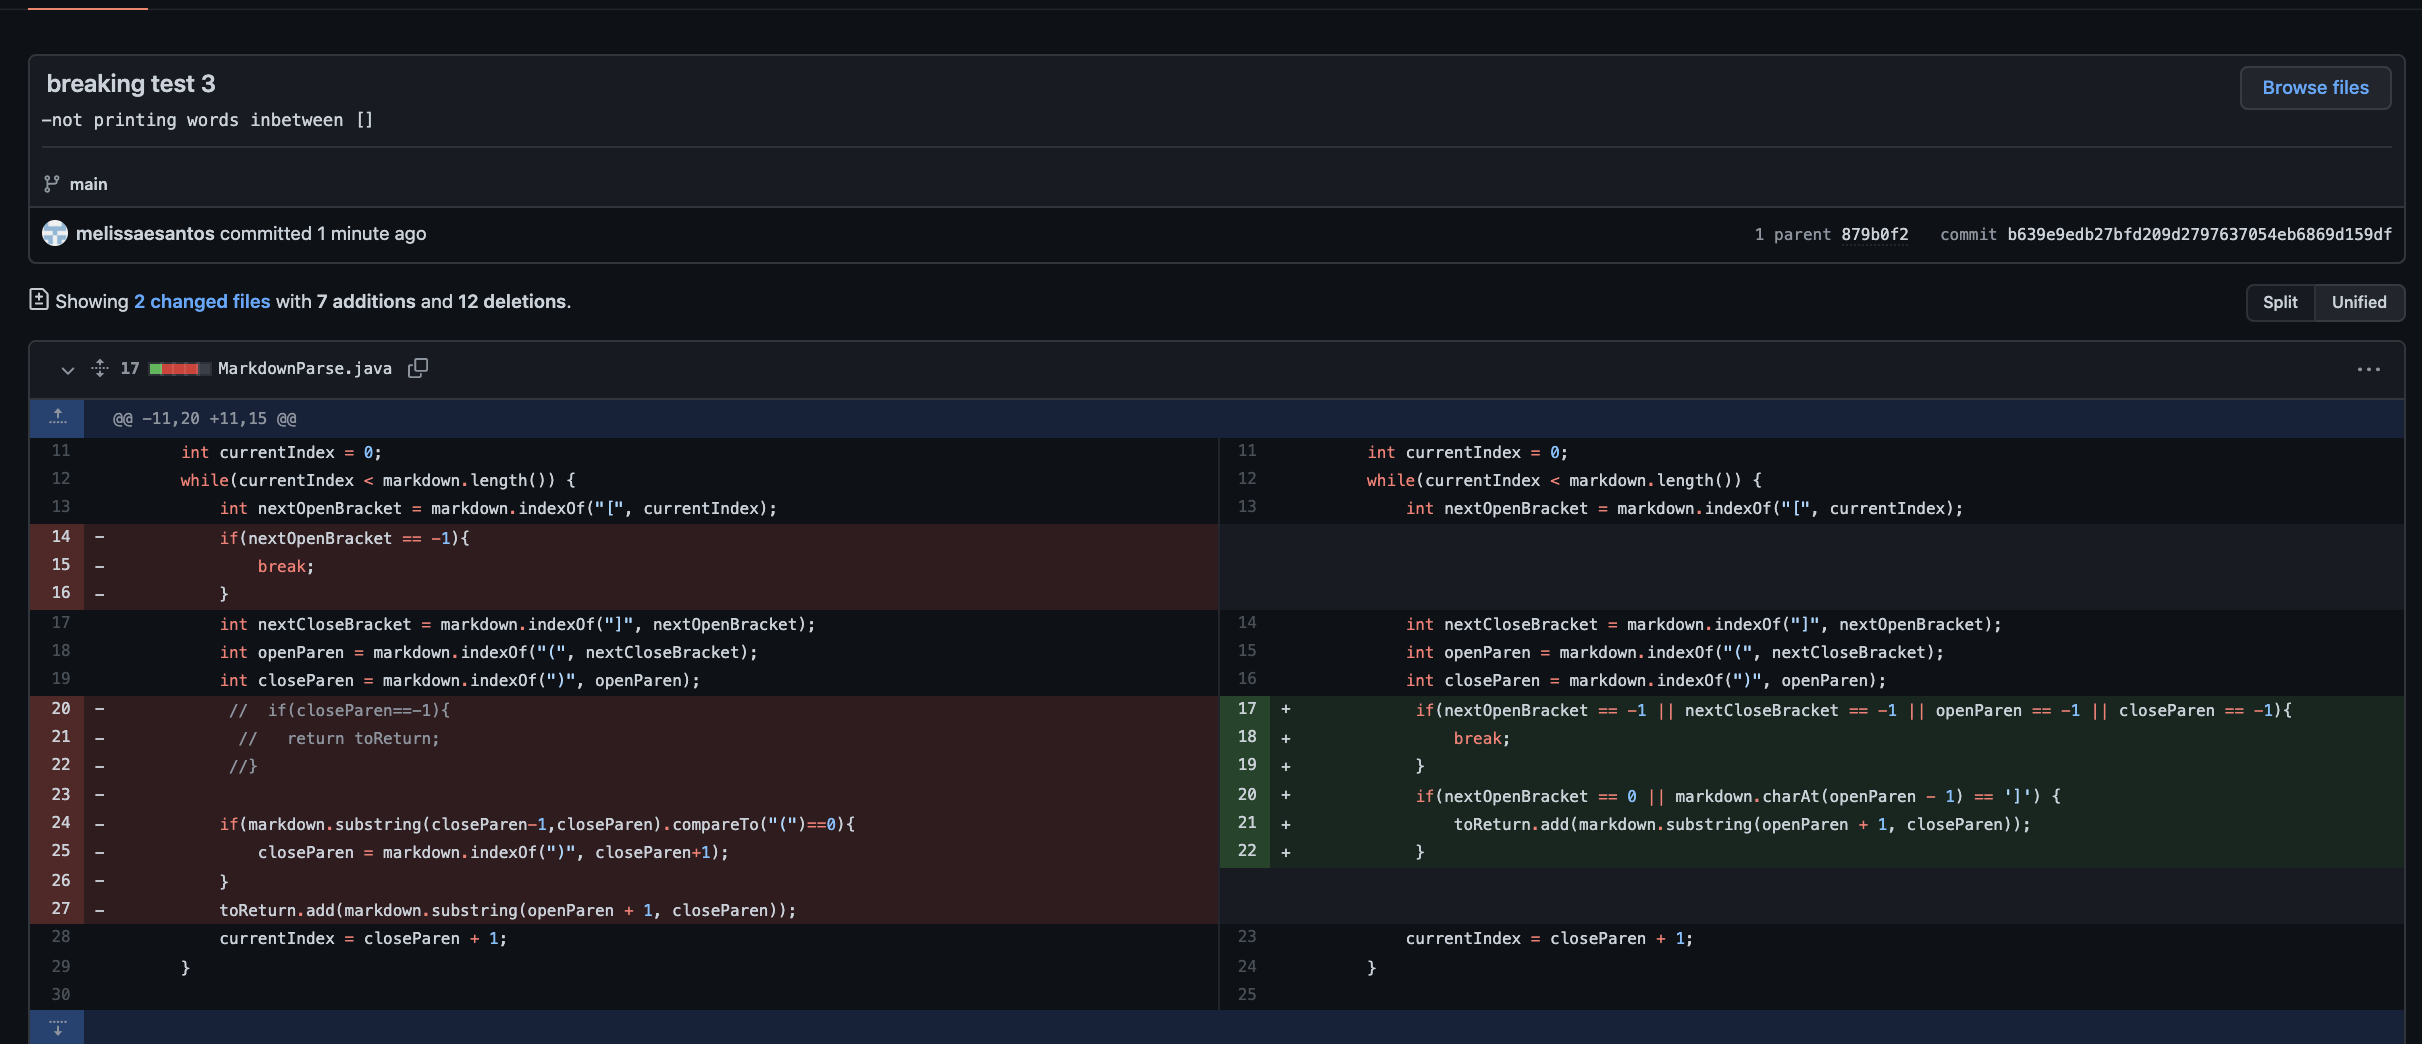 breaking test 3
Browse files
-not printing words inbetween []
main
melissaesantos committed 1 minute ago
1 parent 879b0f2 commit b639e9edb27bfd209d2797637054eb6869d159df
Showing 2 changed files with 7 additions and 12 deletions.
Split Unified
17 MarkdownParse.java
@@ -11,20 +11,15 @@
11 int currentIndex = 0;
12 while(currentIndex < markdown.length()) {
13 int nextOpenBracket = markdown.indexOf("[", currentIndex);
14 - if(nextOpenBracket == -1){
15 - break;
16 - }
17 int nextCloseBracket = markdown.indexOf("]", nextOpenBracket);
18 int openParen = markdown.indexOf("(", nextCloseBracket);
19 int closeParen = markdown.indexOf(")", openParen);
20 - // if(closeParen==-1){
21 - // return toReturn;
22 - //}
23 -
24 - if(markdown.substring(closeParen-1,closeParen).compareTo("(")==0){
25 - closeParen = markdown.indexOf(")", closeParen+1);
26 - }
27 - toReturn.add(markdown.substring(openParen + 1, closeParen));
28 currentIndex = closeParen + 1;
29 }
30
11 int currentIndex = 0;
12 while(currentIndex < markdown.length()) {
13 int nextOpenBracket = markdown.indexOf("[", currentIndex);
14 int nextCloseBracket = markdown.indexOf("]", nextOpenBracket);
15 int openParen = markdown.indexOf("(", nextCloseBracket);
16 int closeParen = markdown.indexOf(")", openParen);
17 + if(nextOpenBracket == -1 || nextCloseBracket == -1 || openParen == -1 || closeParen == -1){
18 + break;
19 + }
20 + if(nextOpenBracket == 0 || markdown.charAt(openParen - 1) == ']') {
21 + toReturn.add(markdown.substring(openParen + 1, closeParen));
22 + }
23 currentIndex = closeParen + 1;
24 }
25